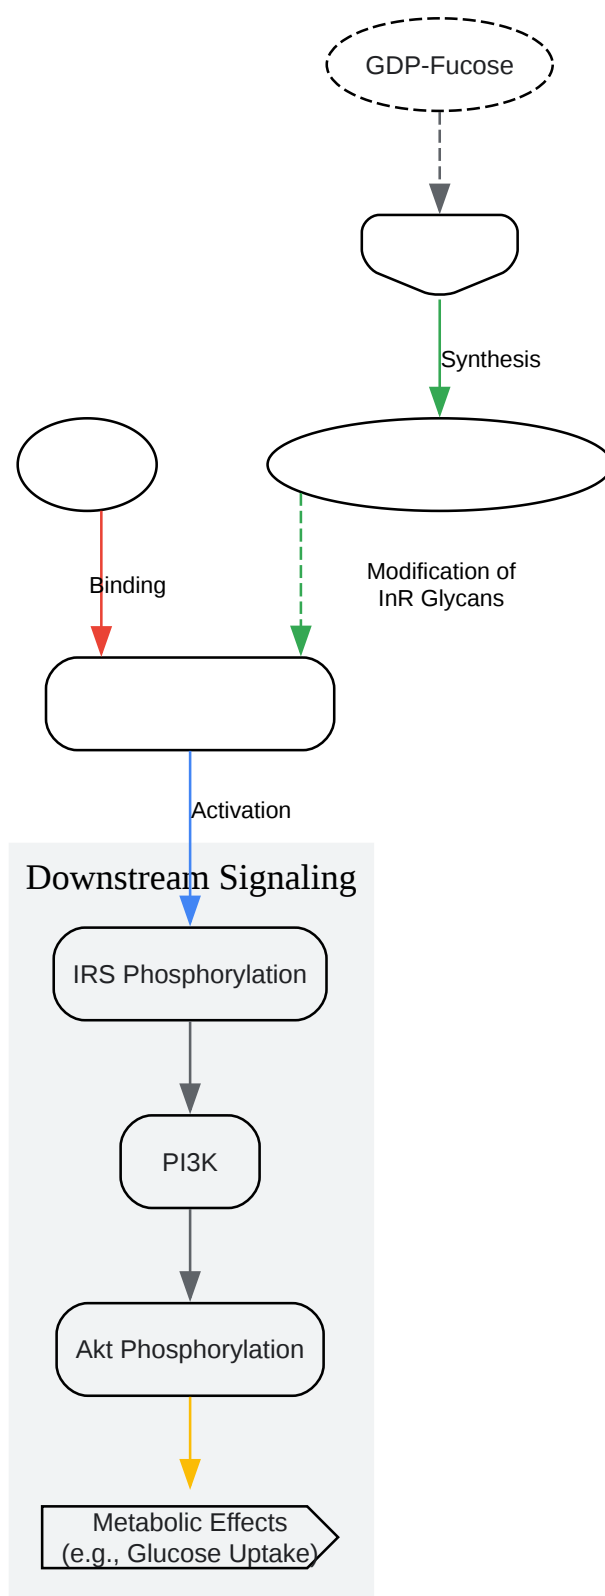 GDP-Fucose
Synthesis
Modification of
InR Glycans
Binding
Activation
Downstream Signaling
IRS Phosphorylation
PI3K
Akt Phosphorylation
Metabolic Effects
(e.g., Glucose Uptake)